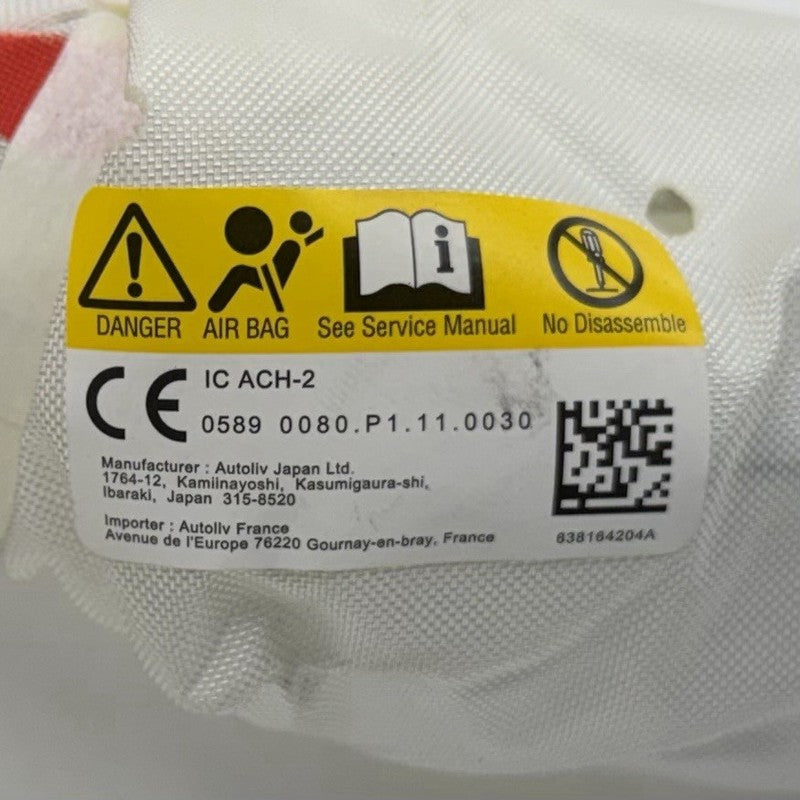 DANGER AIR BAG See Service Manual No Disassemble
CE IC ACH-2
0589 0080.P1.11.0030
Manufacturer : Autoliv Japan Ltd.
1764-12, Kamiinayoshi, Kasumigaura-shi,
Ibaraki, Japan 315-8520
Importer : Autoliv France
Avenue de l'Europe 76220 Gournay-en-bray, France
638164204A